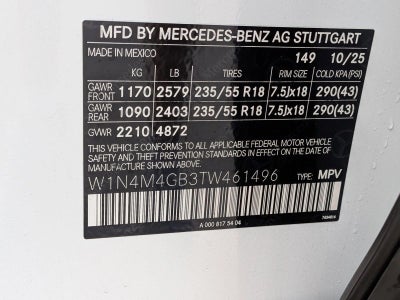 MFD BY MERCEDES-BENZ AG STUTTGART
MADE IN MEXICO 149 10/25
KG LB TIRES RIM SIZE COLD KPA(PSI)
GAWR FRONT 1170 2579 235/55 R18 7.5Jx18 290(43)
GAWR REAR 1090 2403 235/55 R18 7.5Jx18 290(43)
GVWR 2210 4872
THIS VEHICLE CONFORMS TO ALL APPLICABLE FEDERAL MOTOR VEHICLE
SAFETY AND THEFT PREVENTION STANDARDS IN EFFECT ON THE DATE OF
MANUFACTURE SHOWN ABOVE.
W1N4M4GB3TW461496 TYPE: MPV
A 000 817 54 04